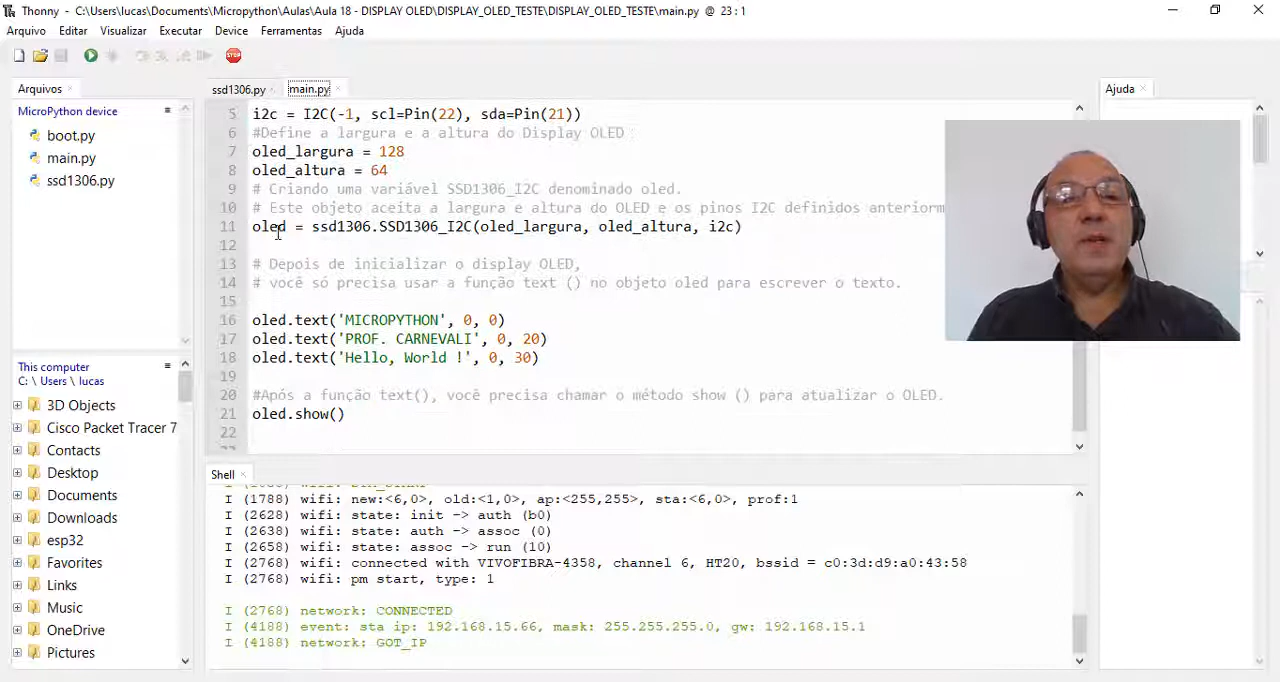 Thonny - C:\Users\lucas\Documents\Micropython\Aulas\Aula 18 - DISPLAY OLED\DISPLAY_OLED_TESTE\DISPLAY_OLED_TESTE\main.py @ 23 : 1
Arquivo Editar Visualizar Executar Device Ferramentas Ajuda
STOP
Arquivos
MicroPython device
boot.py
main.py
ssd1306.py
This computer
C: \ Users \ lucas
3D Objects
Cisco Packet Tracer 7
Contacts
Desktop
Documents
Downloads
esp32
Favorites
Links
Music
OneDrive
Pictures
ssd1306.py main.py
5 i2c = I2C(-1, scl=Pin(22), sda=Pin(21))
6 #Define a largura e a altura do Display OLED :
7 oled_largura = 128
8 oled_altura = 64
9 # Criando uma variável SSD1306_I2C denominado oled.
10 # Este objeto aceita a largura e altura do OLED e os pinos I2C definidos anteriorm
11 oled = ssd1306.SSD1306_I2C(oled_largura, oled_altura, i2c)
12
13 # Depois de inicializar o display OLED,
14 # você só precisa usar a função text () no objeto oled para escrever o texto.
15
16 oled.text('MICROPYTHON', 0, 0)
17 oled.text('PROF. CARNEVALI', 0, 20)
18 oled.text('Hello, World !', 0, 30)
19
20 #Após a função text(), você precisa chamar o método show () para atualizar o OLED.
21 oled.show()
22
Shell
I (1788) wifi: new:<6,0>, old:<1,0>, ap:<255,255>, sta:<6,0>, prof:1
I (2628) wifi: state: init -> auth (b0)
I (2638) wifi: state: auth -> assoc (0)
I (2658) wifi: state: assoc -> run (10)
I (2768) wifi: connected with VIVOFIBRA-4358, channel 6, HT20, bssid = c0:3d:d9:a0:43:58
I (2768) wifi: pm start, type: 1
I (2768) network: CONNECTED
I (4188) event: sta ip: 192.168.15.66, mask: 255.255.255.0, gw: 192.168.15.1
I (4188) network: GOT_IP
Ajuda